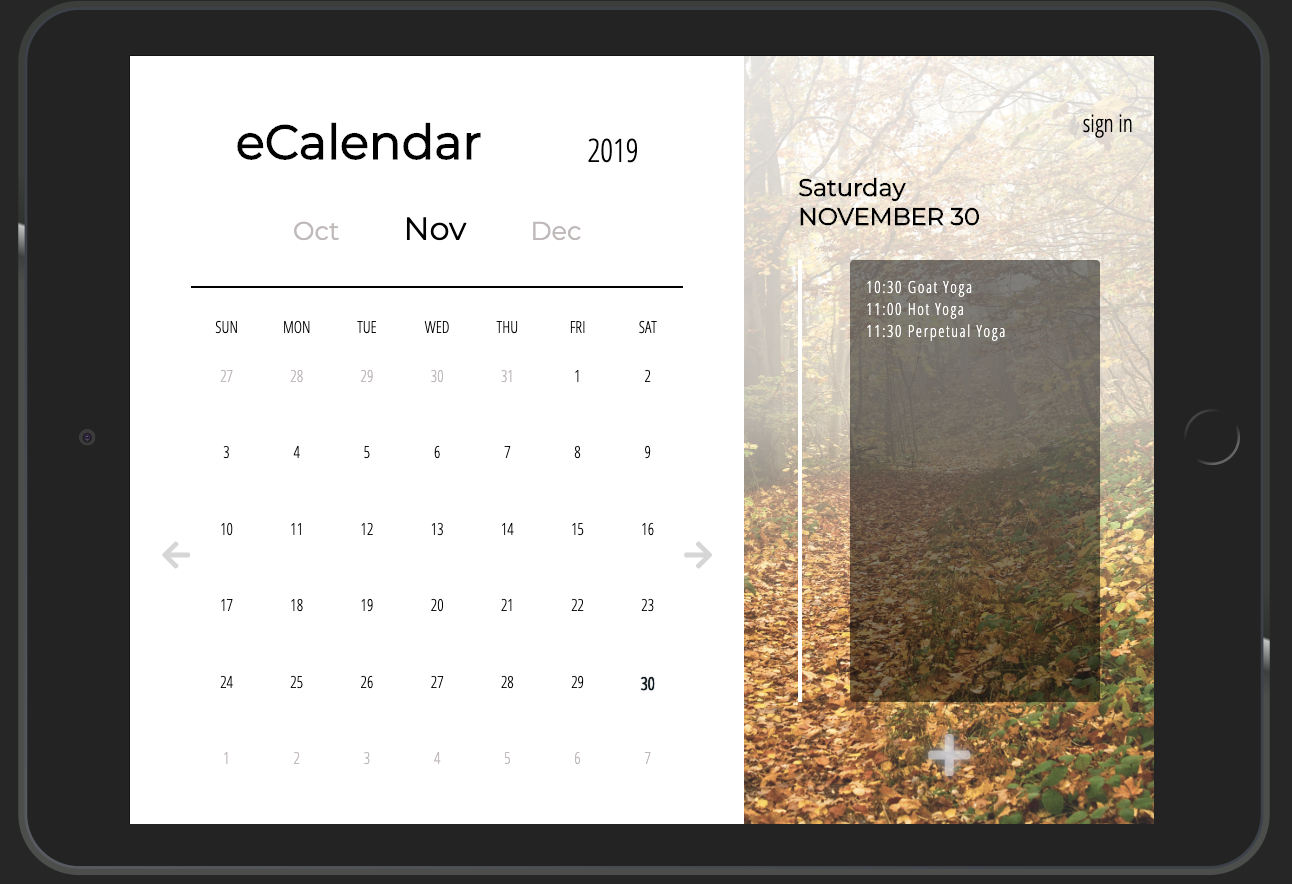 eCalendar 2019
Oct Nov Dec
SUN MON TUE WED THU FRI SAT
27 28 29 30 31 1 2
3 4 5 6 7 8 9
10 11 12 13 14 15 16
17 18 19 20 21 22 23
24 25 26 27 28 29 30
1 2 3 4 5 6 7
sign in
Saturday
NOVEMBER 30
10:30 Goat Yoga
11:00 Hot Yoga
11:30 Perpetual Yoga